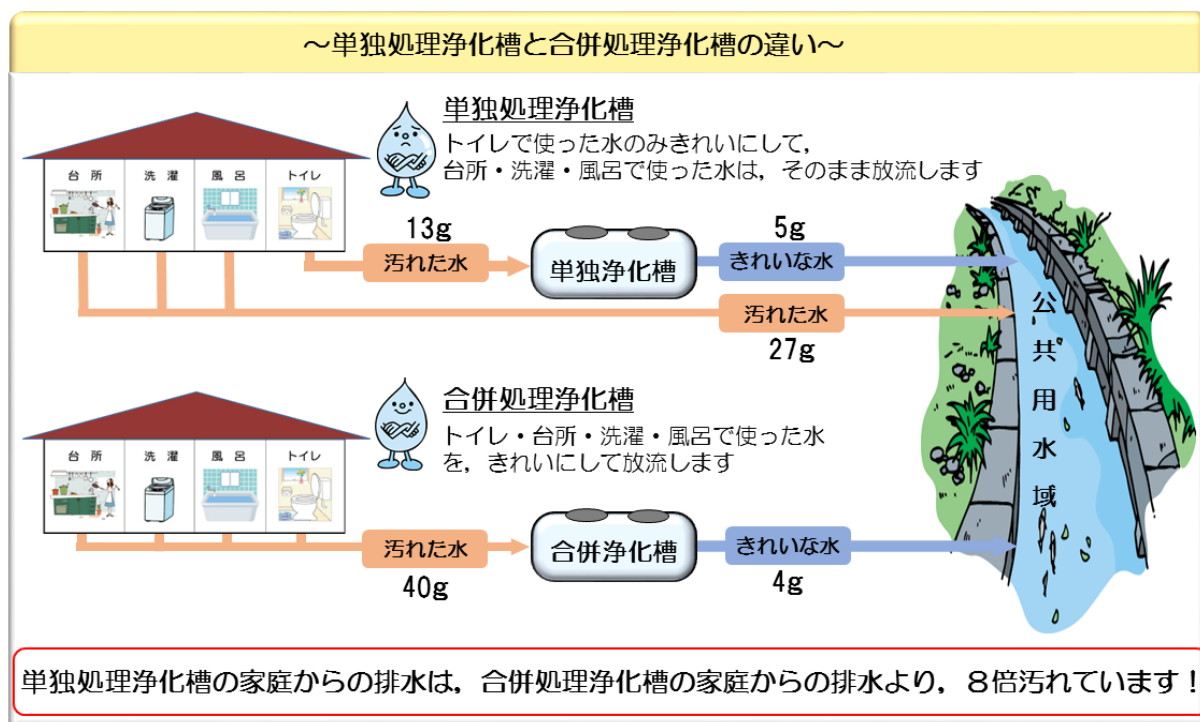 ～単独処理浄化槽と合併処理浄化槽の違い～
単独処理浄化槽
トイレで使った水のみきれいにして，
台所・洗濯・風呂で使った水は，そのまま放流します
台所 洗濯 風呂 トイレ
13g
汚れた水
単独浄化槽
5g
きれいな水
汚れた水
27g
公共用水域
合併処理浄化槽
トイレ・台所・洗濯・風呂で使った水
を，きれいにして放流します
台所 洗濯 風呂 トイレ
汚れた水
40g
合併浄化槽
きれいな水
4g
単独処理浄化槽の家庭からの排水は，合併処理浄化槽の家庭からの排水より，８倍汚れています！